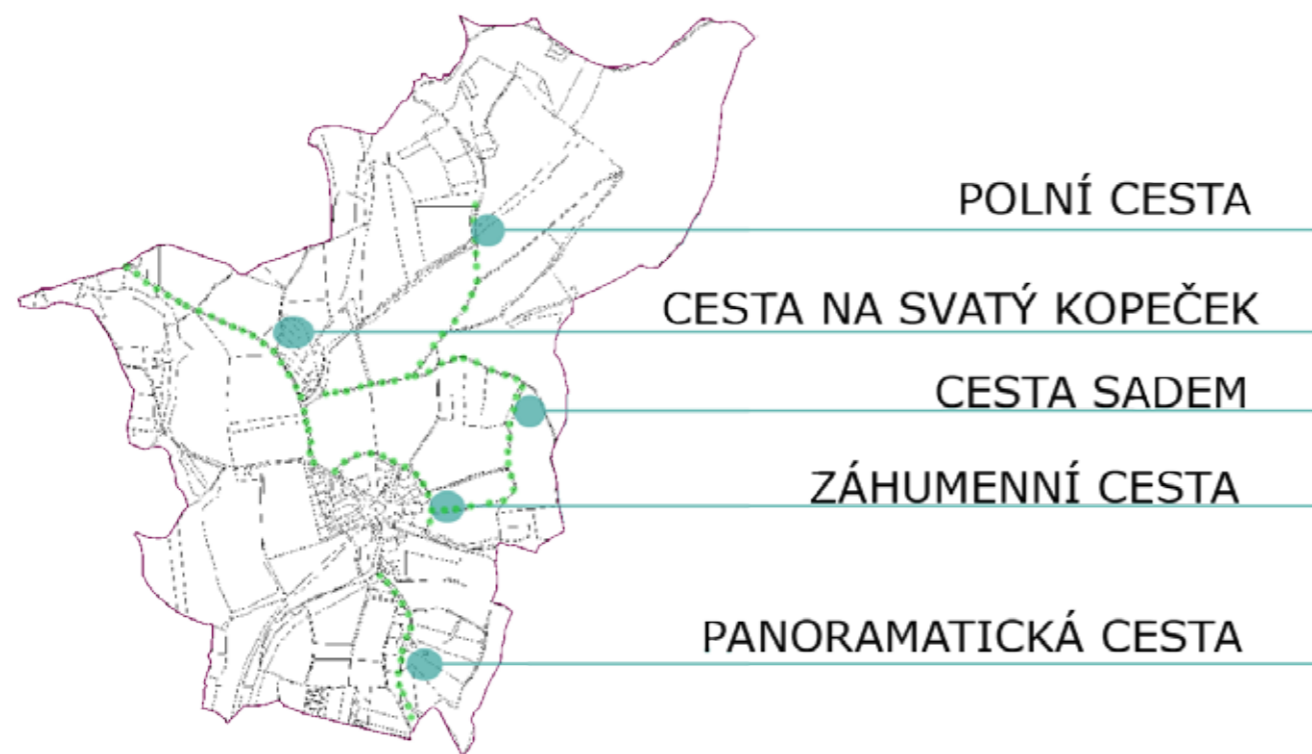 POLNÍ CESTA
CESTA NA SVATÝ KOPEČEK
CESTA SADEM
ZÁHUMENNÍ CESTA
PANORAMATICKÁ CESTA